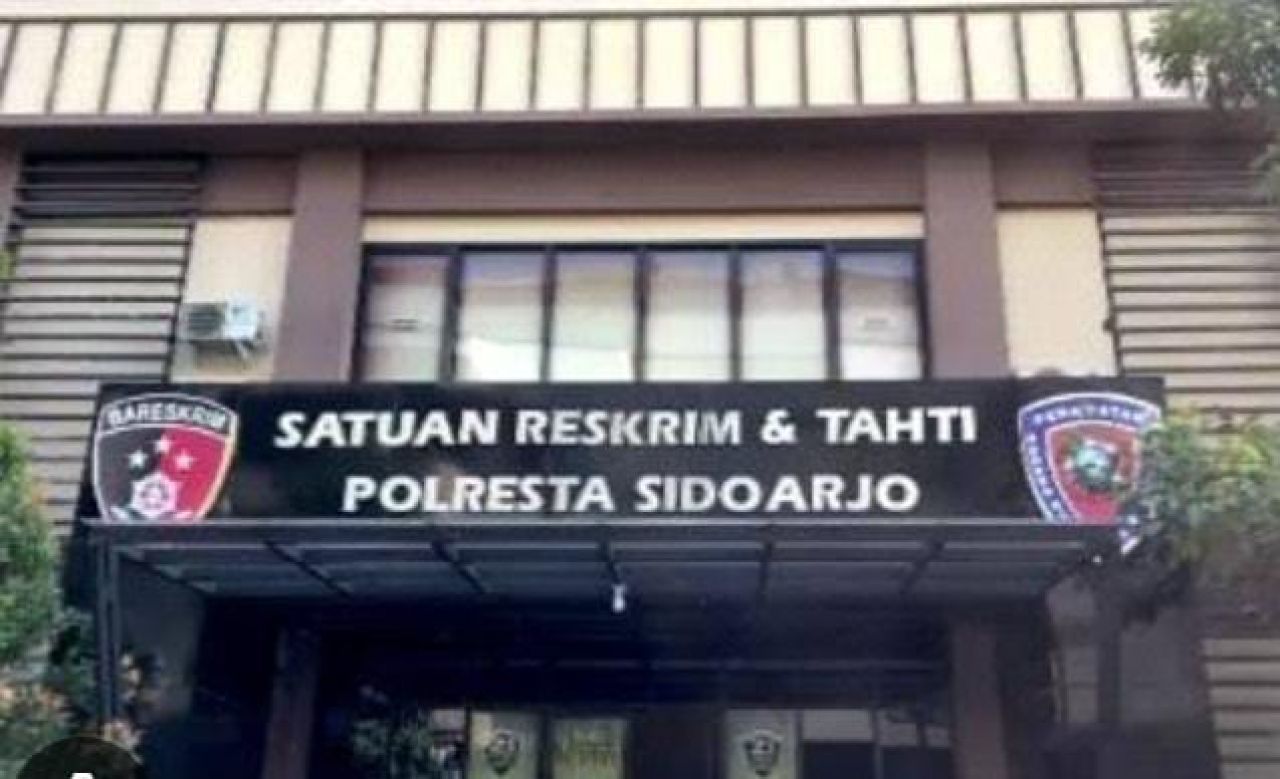 SATUAN RESKRIM & TAHTI
POLRESTA SIDOARJO
BARESKRIM